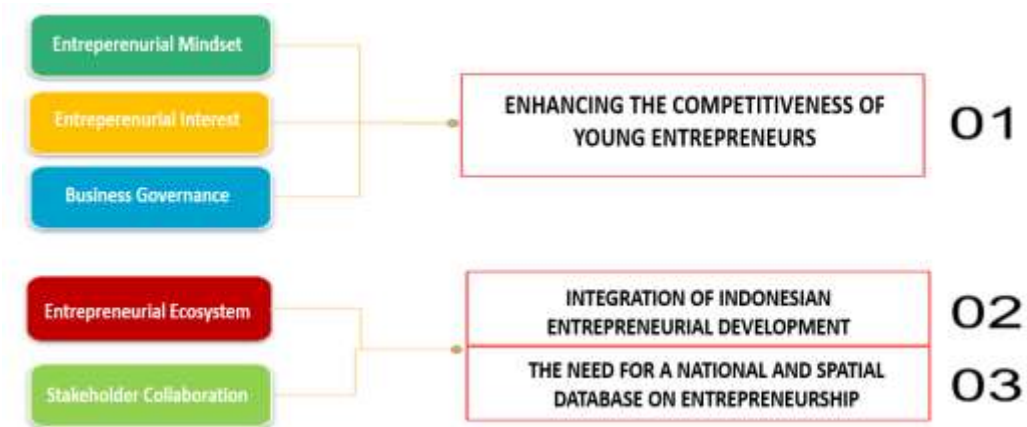 Entreperenurial Mindset
Entreperenurial Interest
Business Governance
ENHANCING THE COMPETITIVENESS OF
YOUNG ENTREPRENEURS
01
Entrepreneurial Ecosystem
Stakeholder Collaboration
INTEGRATION OF INDONESIAN
ENTREPRENEURIAL DEVELOPMENT
02
THE NEED FOR A NATIONAL AND SPATIAL
DATABASE ON ENTREPRENEURSHIP
03